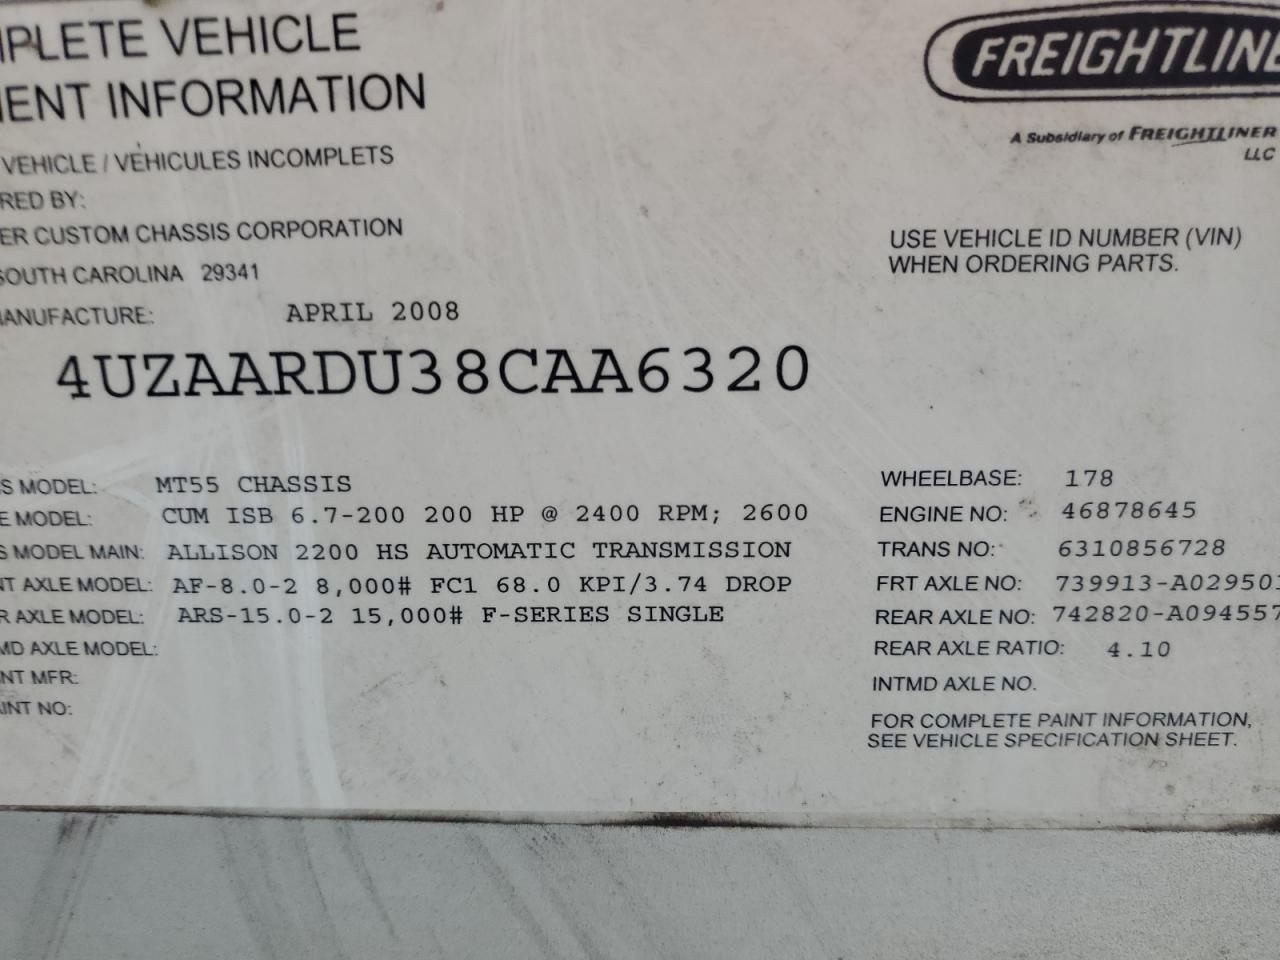 PLETE VEHICLE
ENT INFORMATION
FREIGHTLINE
A Subsidiary of FREIGHTLINER
LLC
VEHICLE / VÉHICULES INCOMPLETS
RED BY:
ER CUSTOM CHASSIS CORPORATION
SOUTH CAROLINA 29341
ANUFACTURE: APRIL 2008
USE VEHICLE ID NUMBER (VIN)
WHEN ORDERING PARTS.
4UZAARDU38CAA6320
S MODEL: MT55 CHASSIS
E MODEL: CUM ISB 6.7-200 200 HP @ 2400 RPM; 2600
S MODEL MAIN: ALLISON 2200 HS AUTOMATIC TRANSMISSION
NT AXLE MODEL: AF-8.0-2 8,000# FC1 68.0 KPI/3.74 DROP
R AXLE MODEL: ARS-15.0-2 15,000# F-SERIES SINGLE
MD AXLE MODEL:
NT MFR:
INT NO:
WHEELBASE: 178
ENGINE NO: 46878645
TRANS NO: 6310856728
FRT AXLE NO: 739913-A029501
REAR AXLE NO: 742820-A094557
REAR AXLE RATIO: 4.10
INTMD AXLE NO.
FOR COMPLETE PAINT INFORMATION,
SEE VEHICLE SPECIFICATION SHEET.